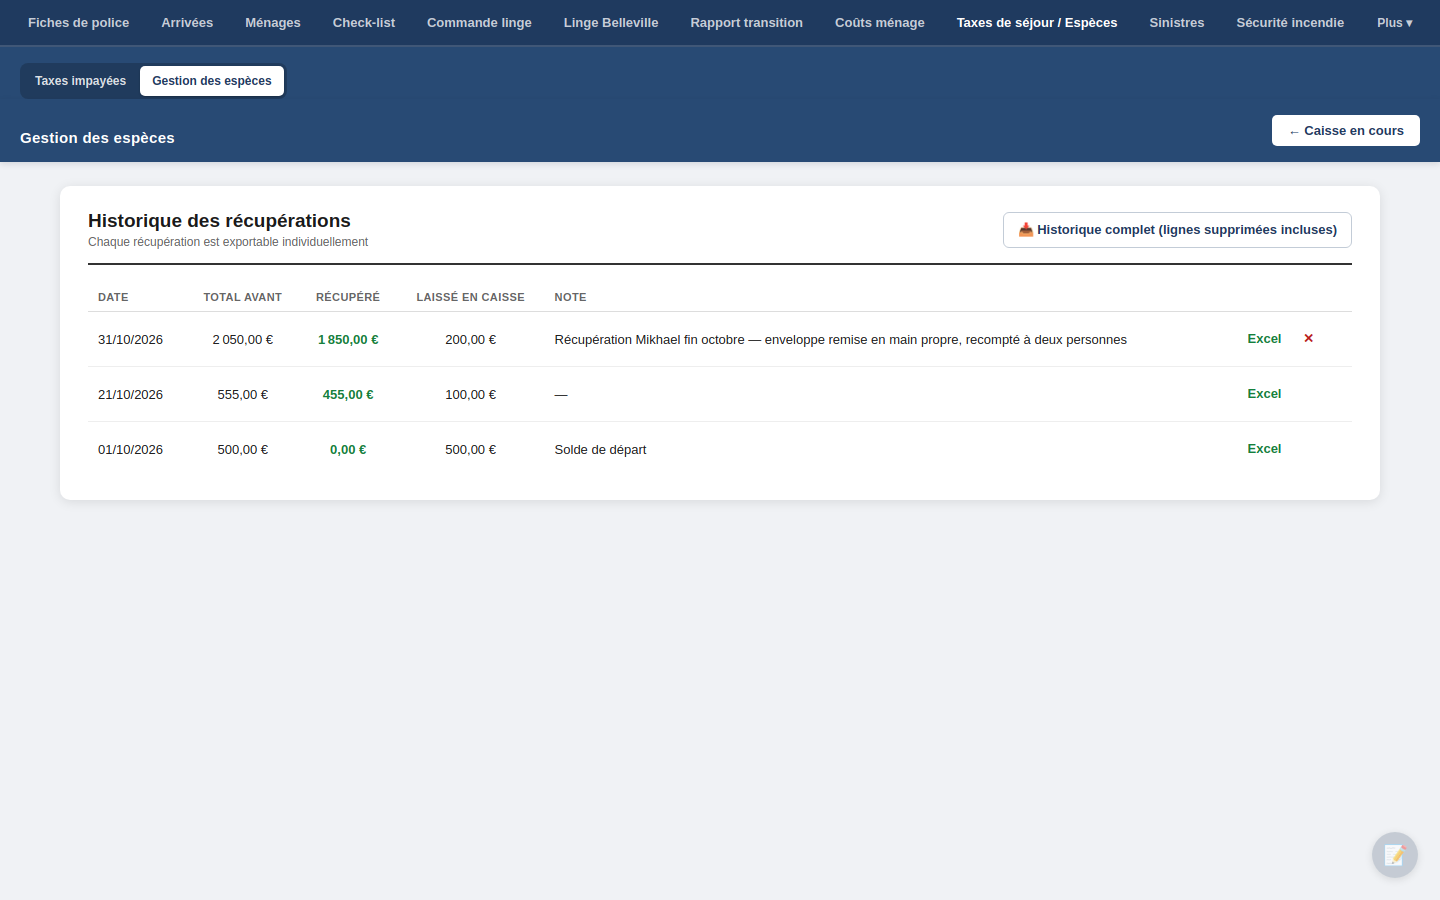 Fiches de police Arrivées Ménages Check-list Commande linge Linge Belleville Rapport transition Coûts ménage Taxes de séjour / Espèces Sinistres Sécurité incendie Plus ▾
Taxes impayées Gestion des espèces
Gestion des espèces ← Caisse en cours
Historique des récupérations
Chaque récupération est exportable individuellement
📥 Historique complet (lignes supprimées incluses)
DATE TOTAL AVANT RÉCUPÉRÉ LAISSÉ EN CAISSE NOTE
31/10/2026 2 050,00 € 1 850,00 € 200,00 € Récupération Mikhael fin octobre — enveloppe remise en main propre, recompté à deux personnes Excel ✕
21/10/2026 555,00 € 455,00 € 100,00 € — Excel
01/10/2026 500,00 € 0,00 € 500,00 € Solde de départ Excel